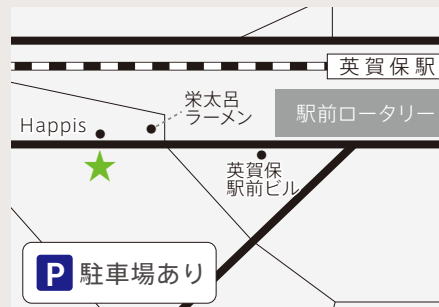 英賀保駅
栄太呂
ラーメン
駅前ロータリー
Happis
英賀保
駅前ビル
P 駐車場あり